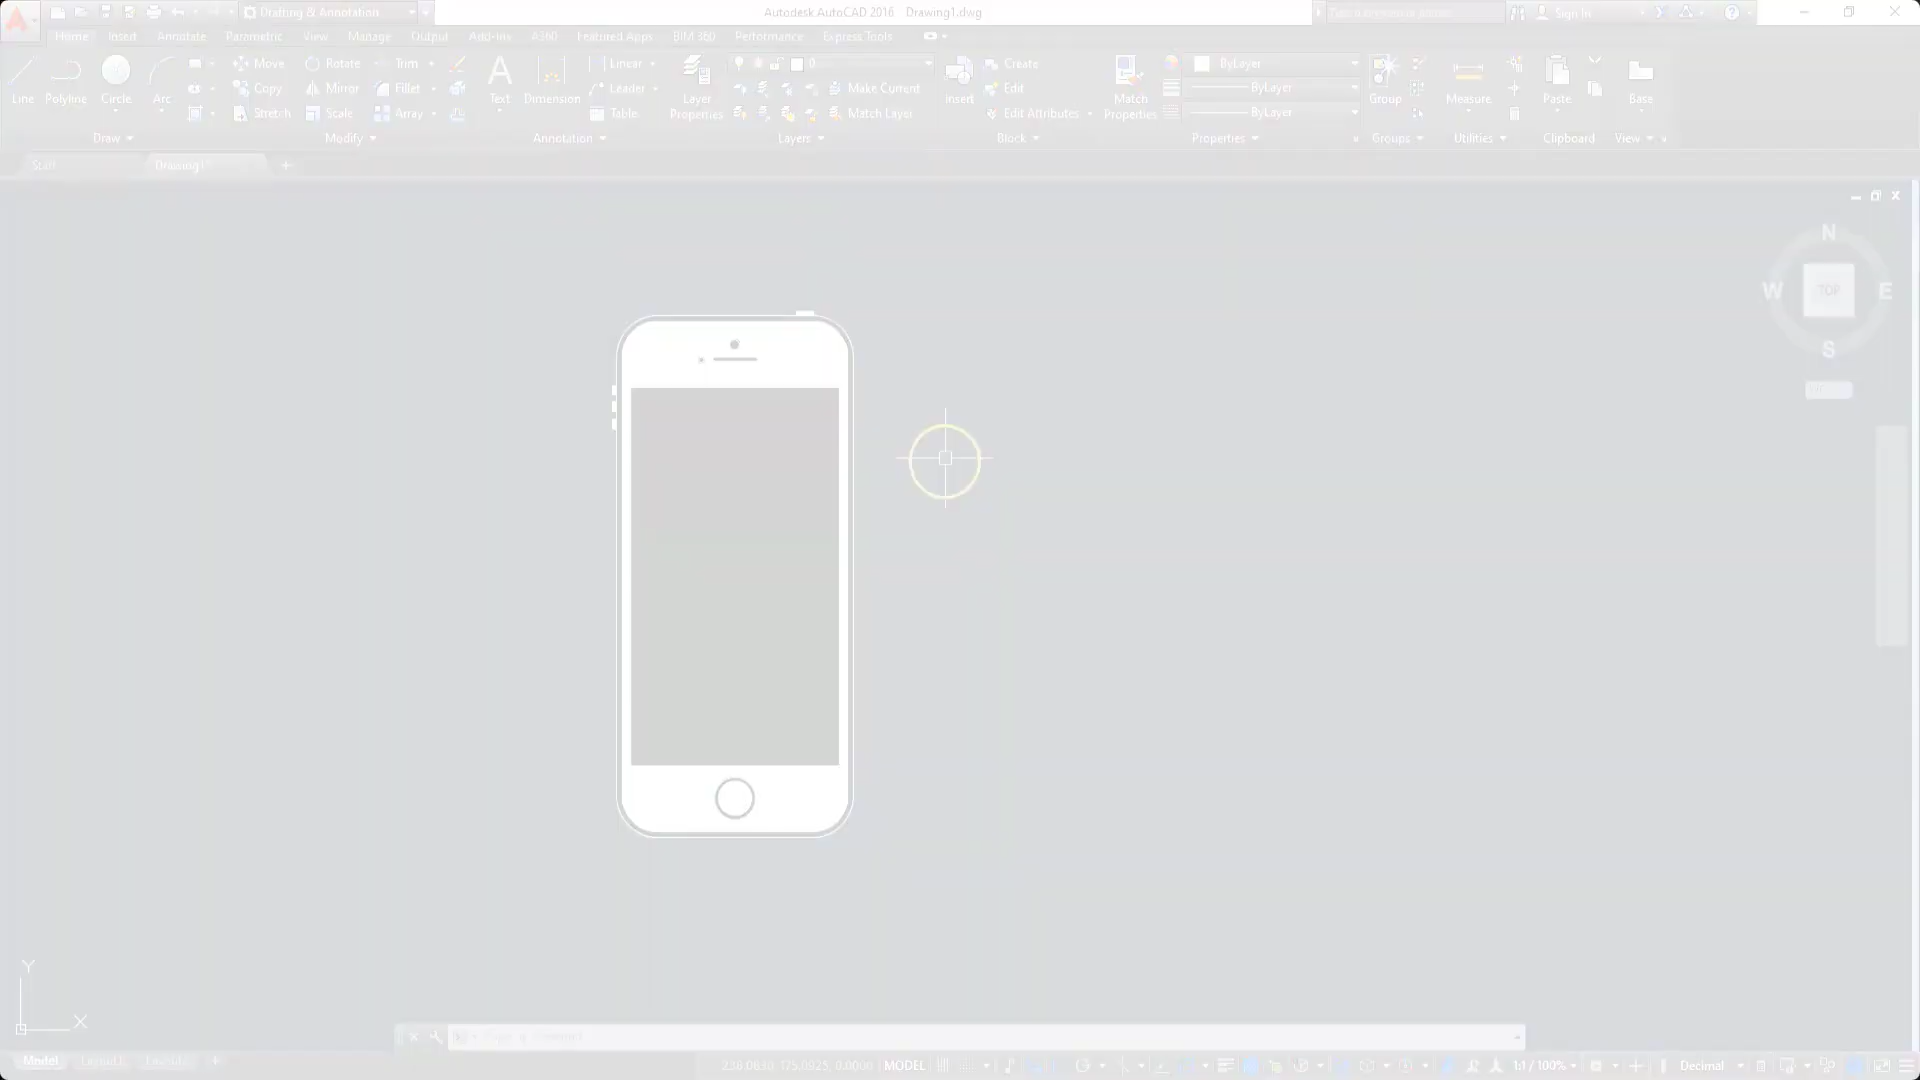 Drafting & Annotation
Autodesk AutoCAD 2016 Drawing1.dwg
Sign In
Home Insert Annotate Parametric View Manage Output Add-ins A360 Featured Apps BIM 360 Performance Express Tools
Line Polyline Circle Arc
Move Rotate Trim
Copy Mirror Fillet
Stretch Scale Array
Text Dimension
Linear
Leader
Table
Layer Properties
0
Make Current
Match Layer
Insert
Create
Edit
Edit Attributes
Match Properties
ByLayer
ByLayer
ByLayer
Group Measure Paste Base
Draw Modify Annotation Layers Block Properties Groups Utilities Clipboard View
Start Drawing1*
N
W TOP E
S
Y
X
Model Layout1
MODEL 1:1 / 100% Decimal